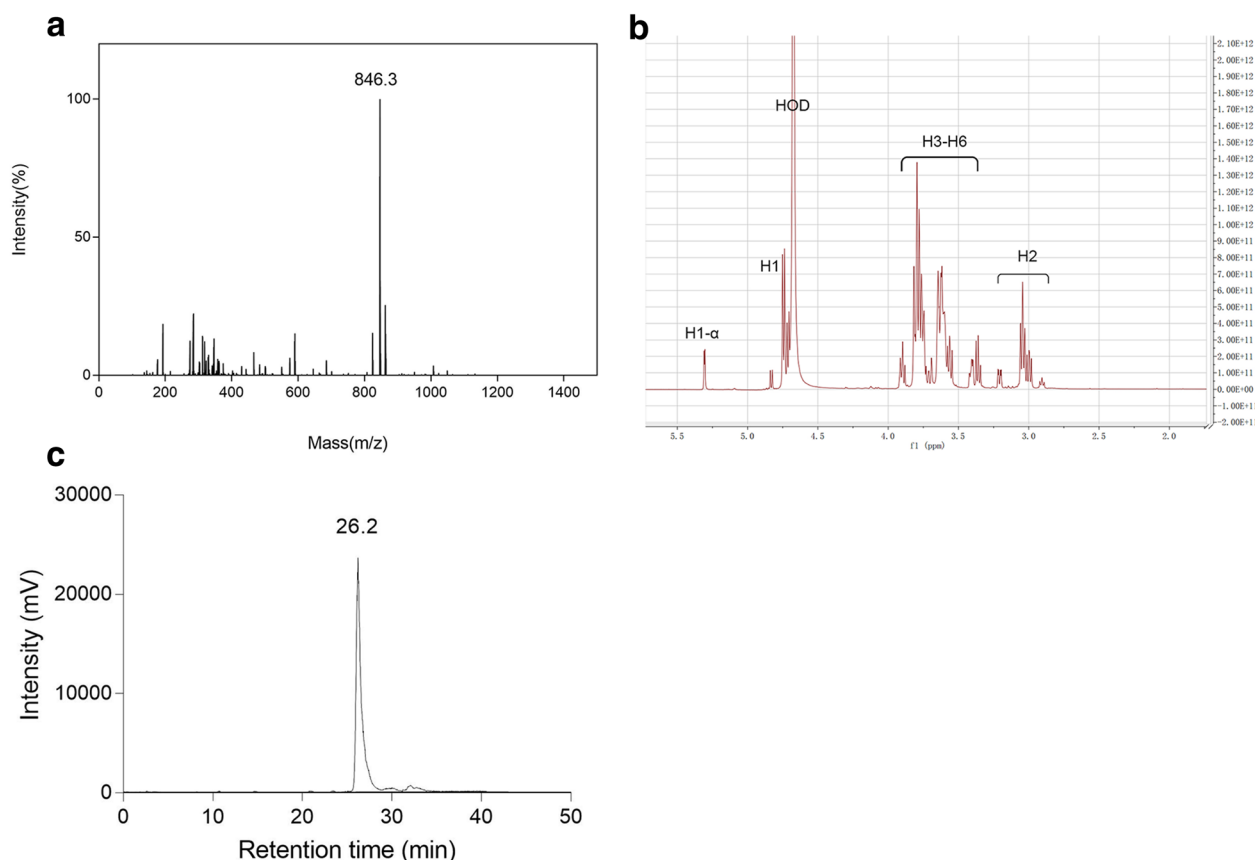 a
846.3
100
50
0
Intensity(%)
0
200
400
600
800
1000
1200
1400
Mass(m/z)
b
HOD
H3-H6
H1
H2
H1-α
2.10E+12
2.00E+12
1.90E+12
1.80E+12
1.70E+12
1.60E+12
1.50E+12
1.40E+12
1.30E+12
1.20E+12
1.10E+12
1.00E+12
9.00E+11
8.00E+11
7.00E+11
6.00E+11
5.00E+11
4.00E+11
3.00E+11
2.00E+11
1.00E+11
0.00E+00
-1.00E+11
-2.00E+11
5.5
5.0
4.5
4.0
3.5
3.0
2.5
2.0
f1 (ppm)
c
26.2
30000
20000
10000
0
Intensity (mV)
0
10
20
30
40
50
Retention time (min)